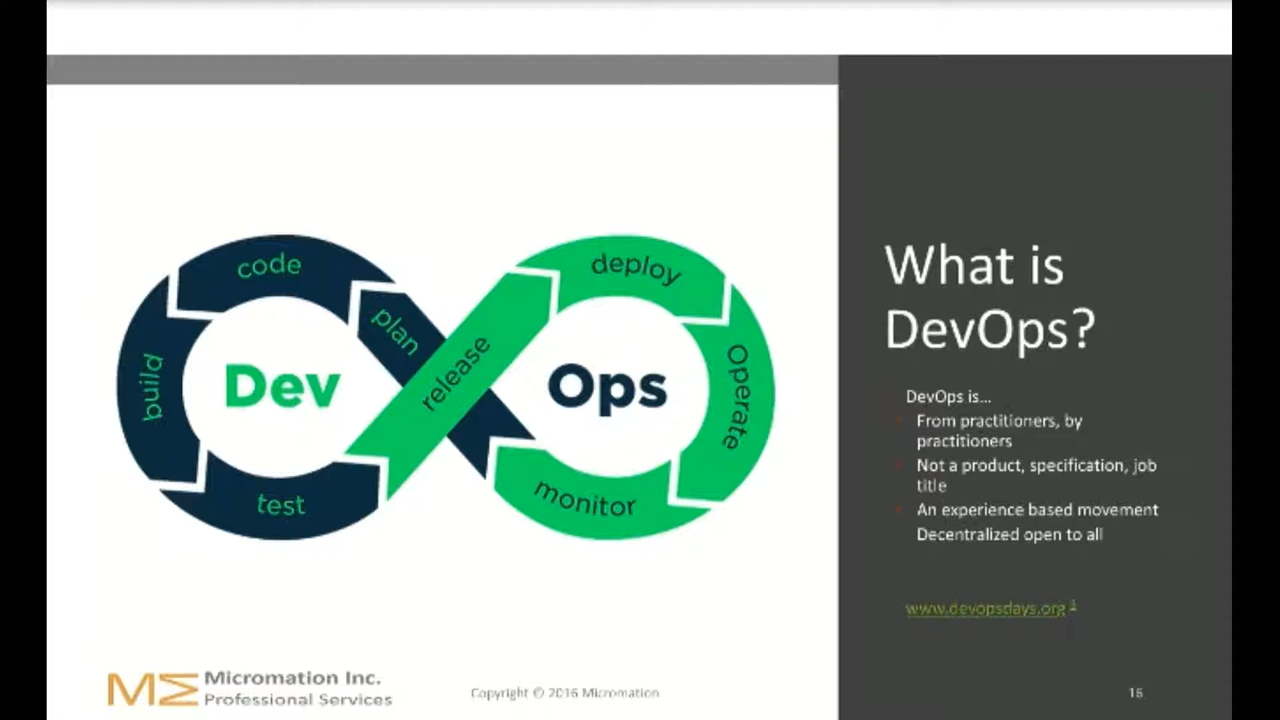 code
deploy
plan
release
build
Dev
Ops
Operate
test
monitor
What is
DevOps?
DevOps is...
From practitioners, by
practitioners
Not a product, specification, job
title
An experience based movement
Decentralized open to all
www.devopsdays.org
Micromation Inc.
Professional Services
Copyright © 2016 Micromation